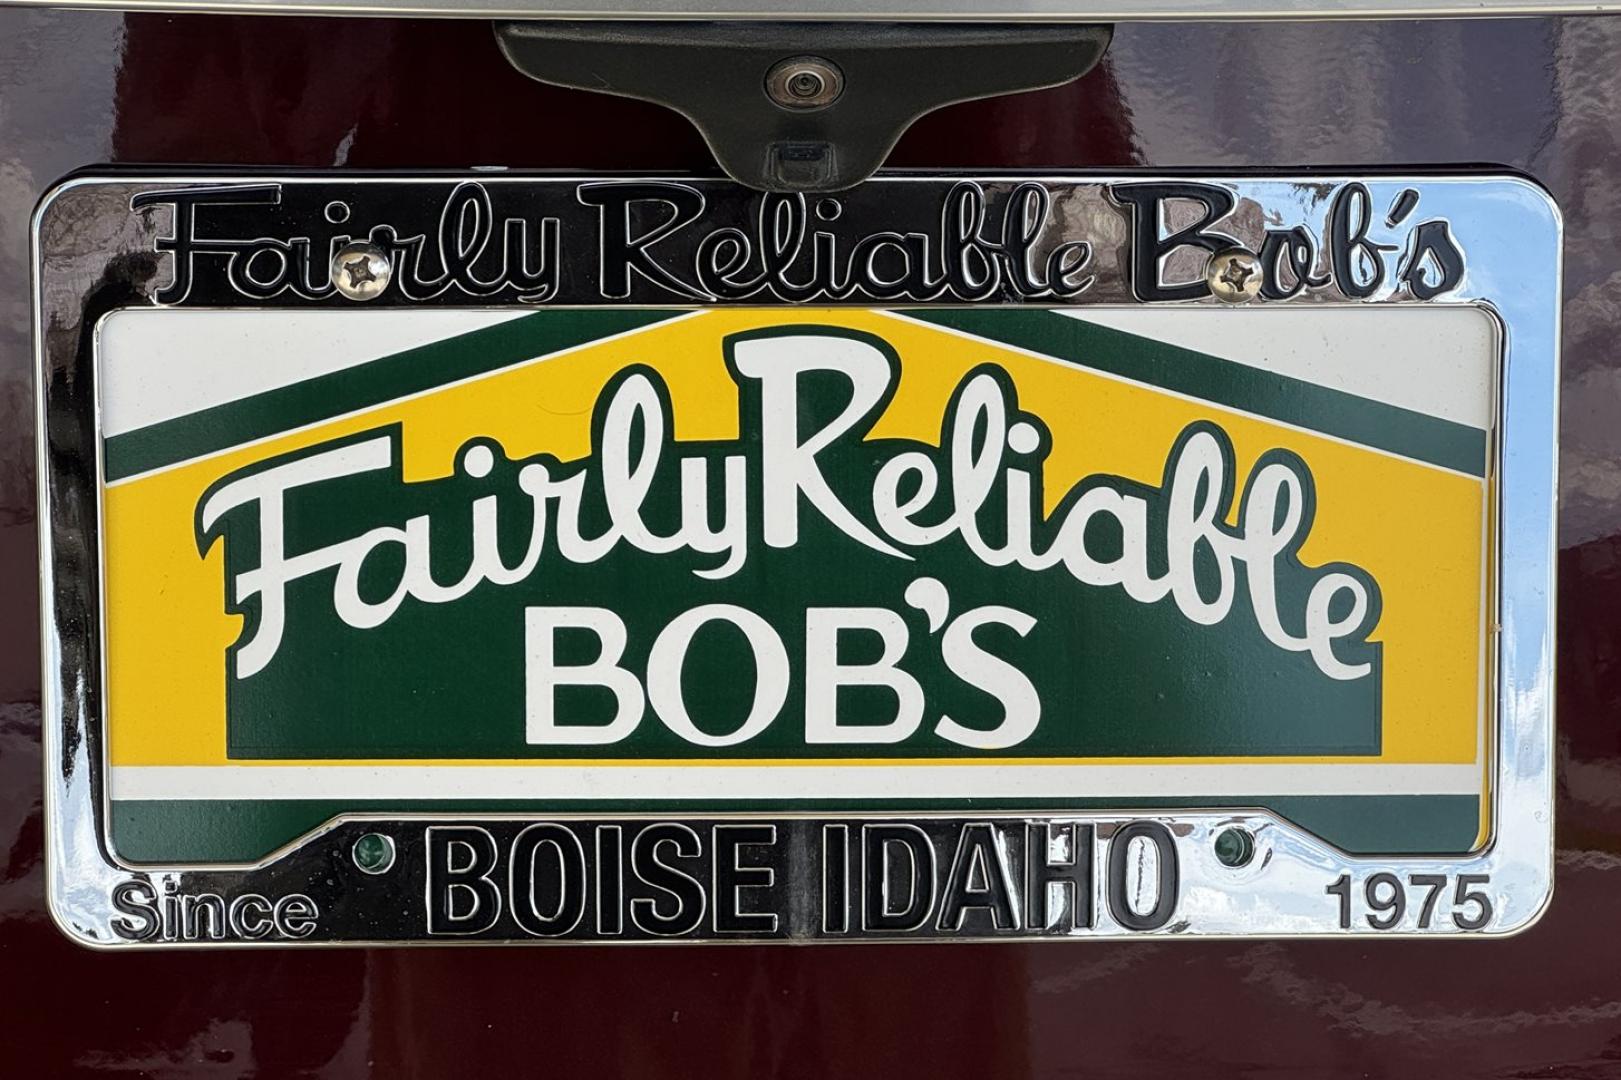 Fairly Reliable Bob's
Fairly Reliable
BOB'S
Since BOISE IDAHO 1975